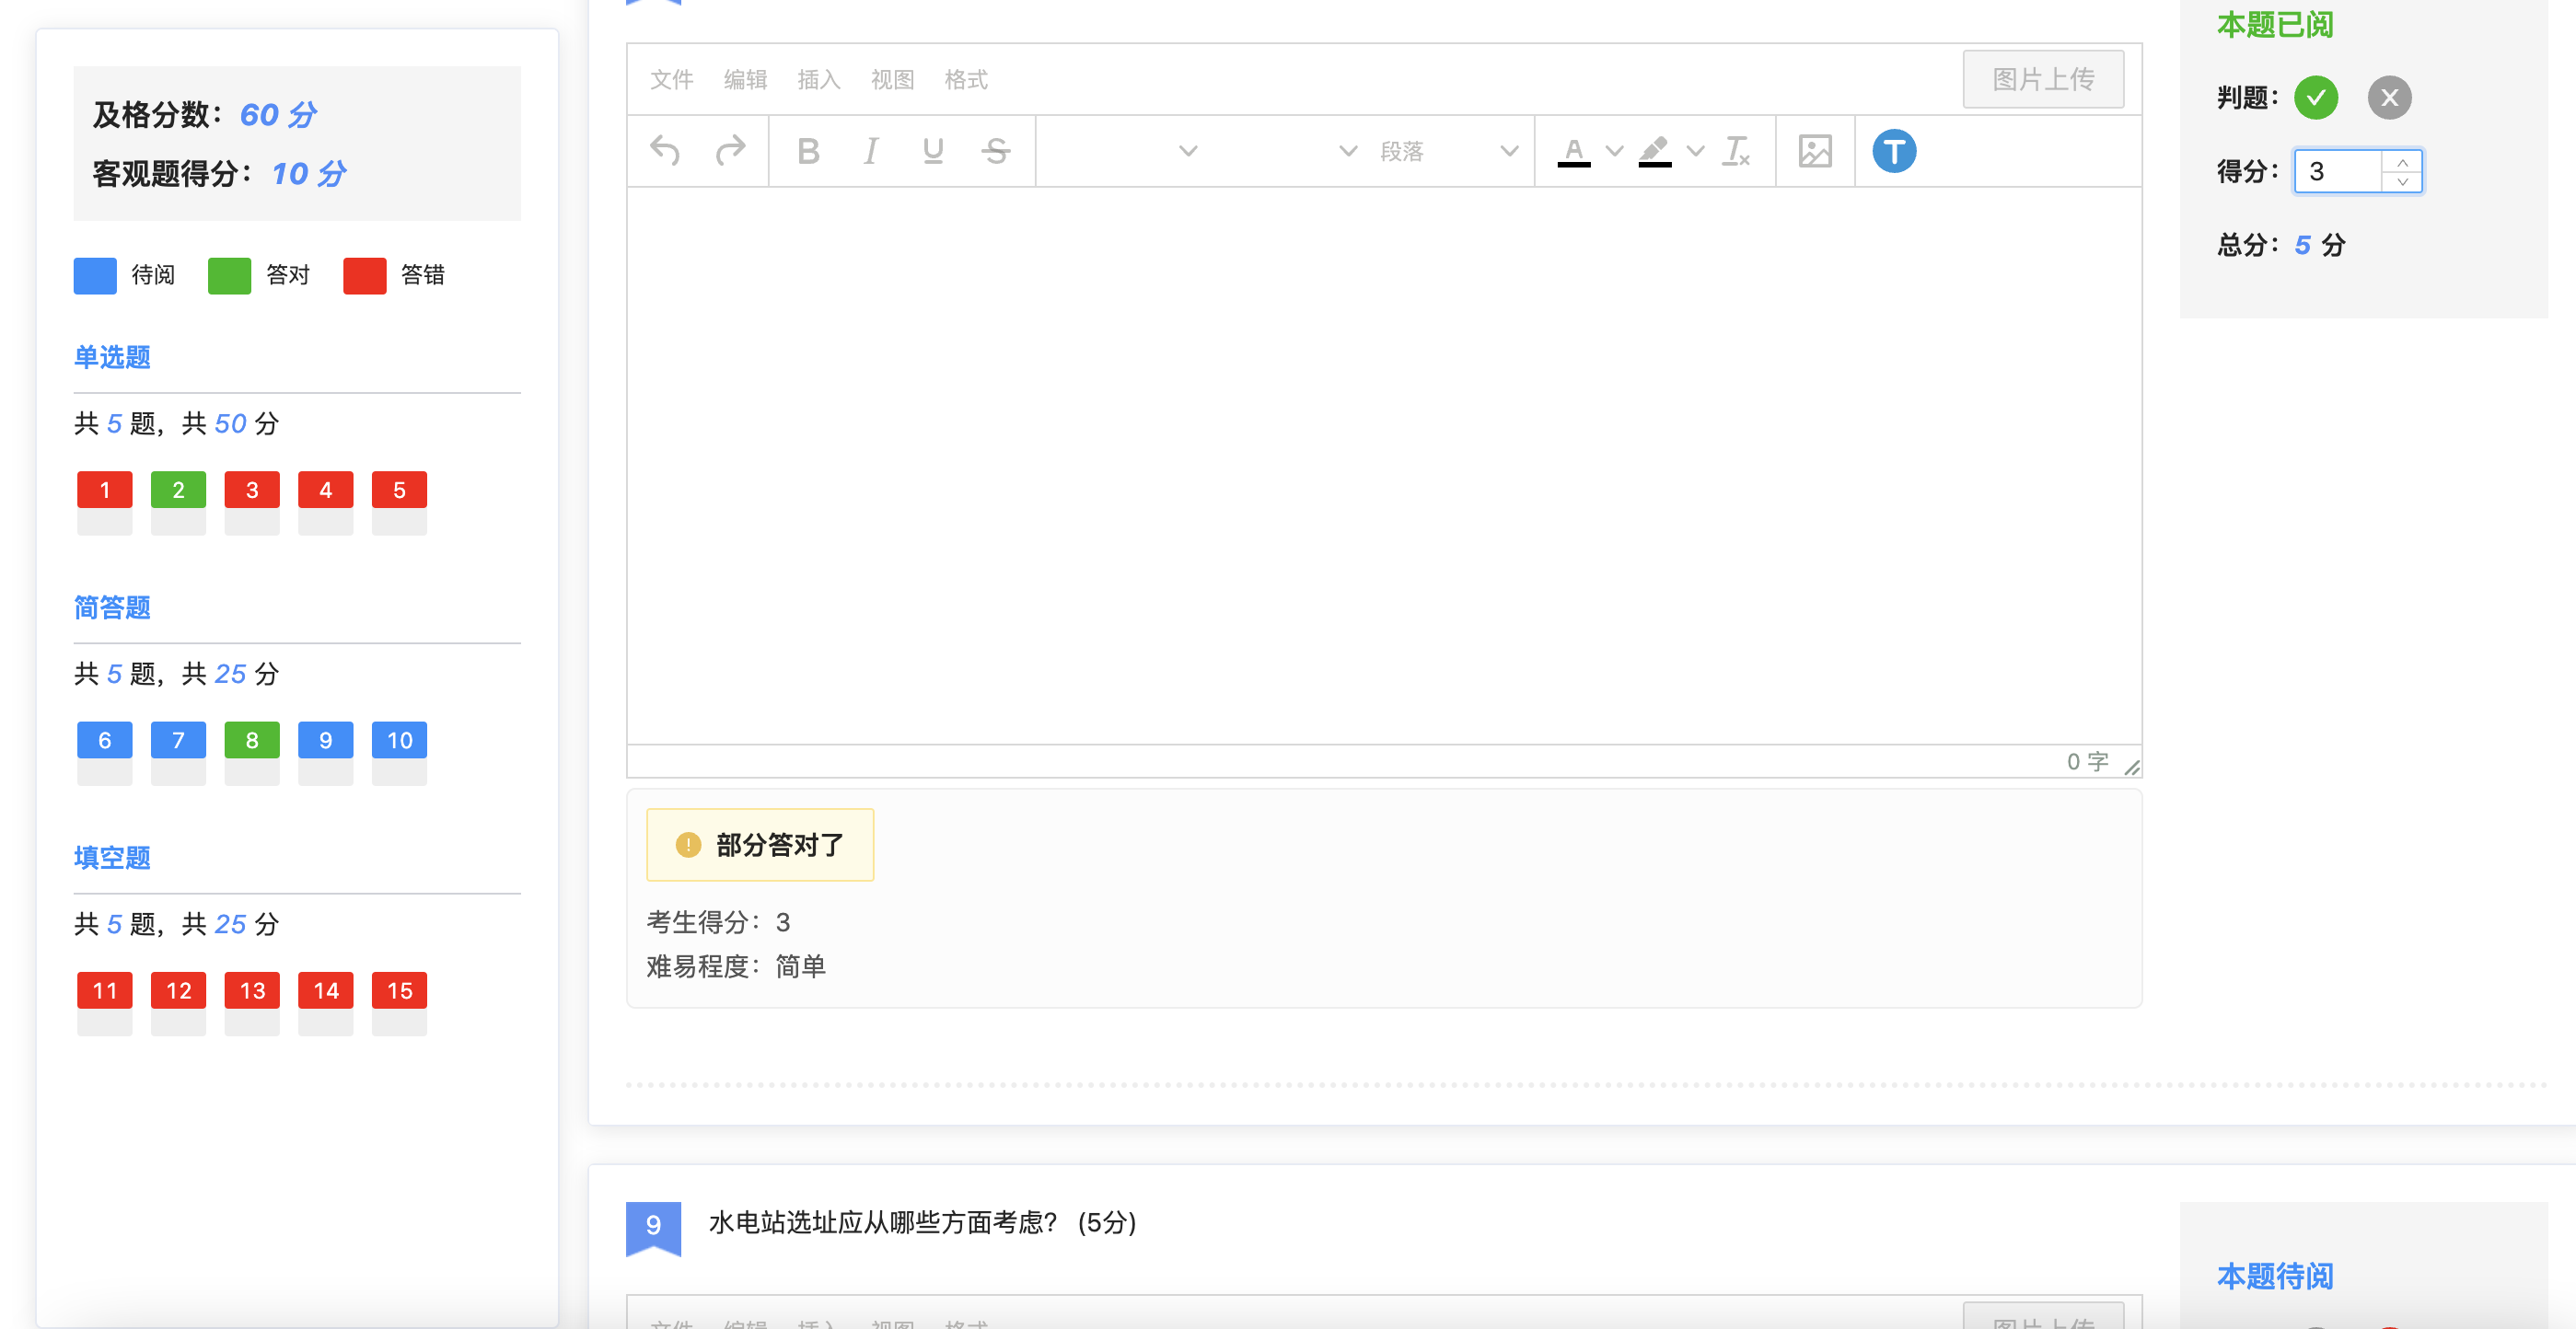 及格分数：60 分
客观题得分：10 分
待阅 答对 答错
单选题
共 5 题，共 50 分
1 2 3 4 5
简答题
共 5 题，共 25 分
6 7 8 9 10
填空题
共 5 题，共 25 分
11 12 13 14 15
文件 编辑 插入 视图 格式 图片上传
B I U S 段落 A T
0 字
部分答对了
考生得分：3
难易程度：简单
本题已阅
判题：
得分：3
总分：5 分
9 水电站选址应从哪些方面考虑？ (5分)
文件 编辑 插入 视图 格式 图片上传
本题待阅